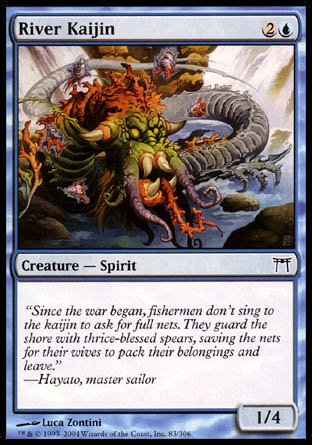 River Kaijin 2
Creature — Spirit
“Since the war began, fishermen don’t sing to
the kaijin to ask for full nets. They guard the
shore with thrice-blessed spears, saving the
nets for their wives to pack their belongings and
leave.”
—Hayato, master sailor
Luca Zontini
™ & © 1993–2004 Wizards of the Coast, Inc. 83/306
1/4